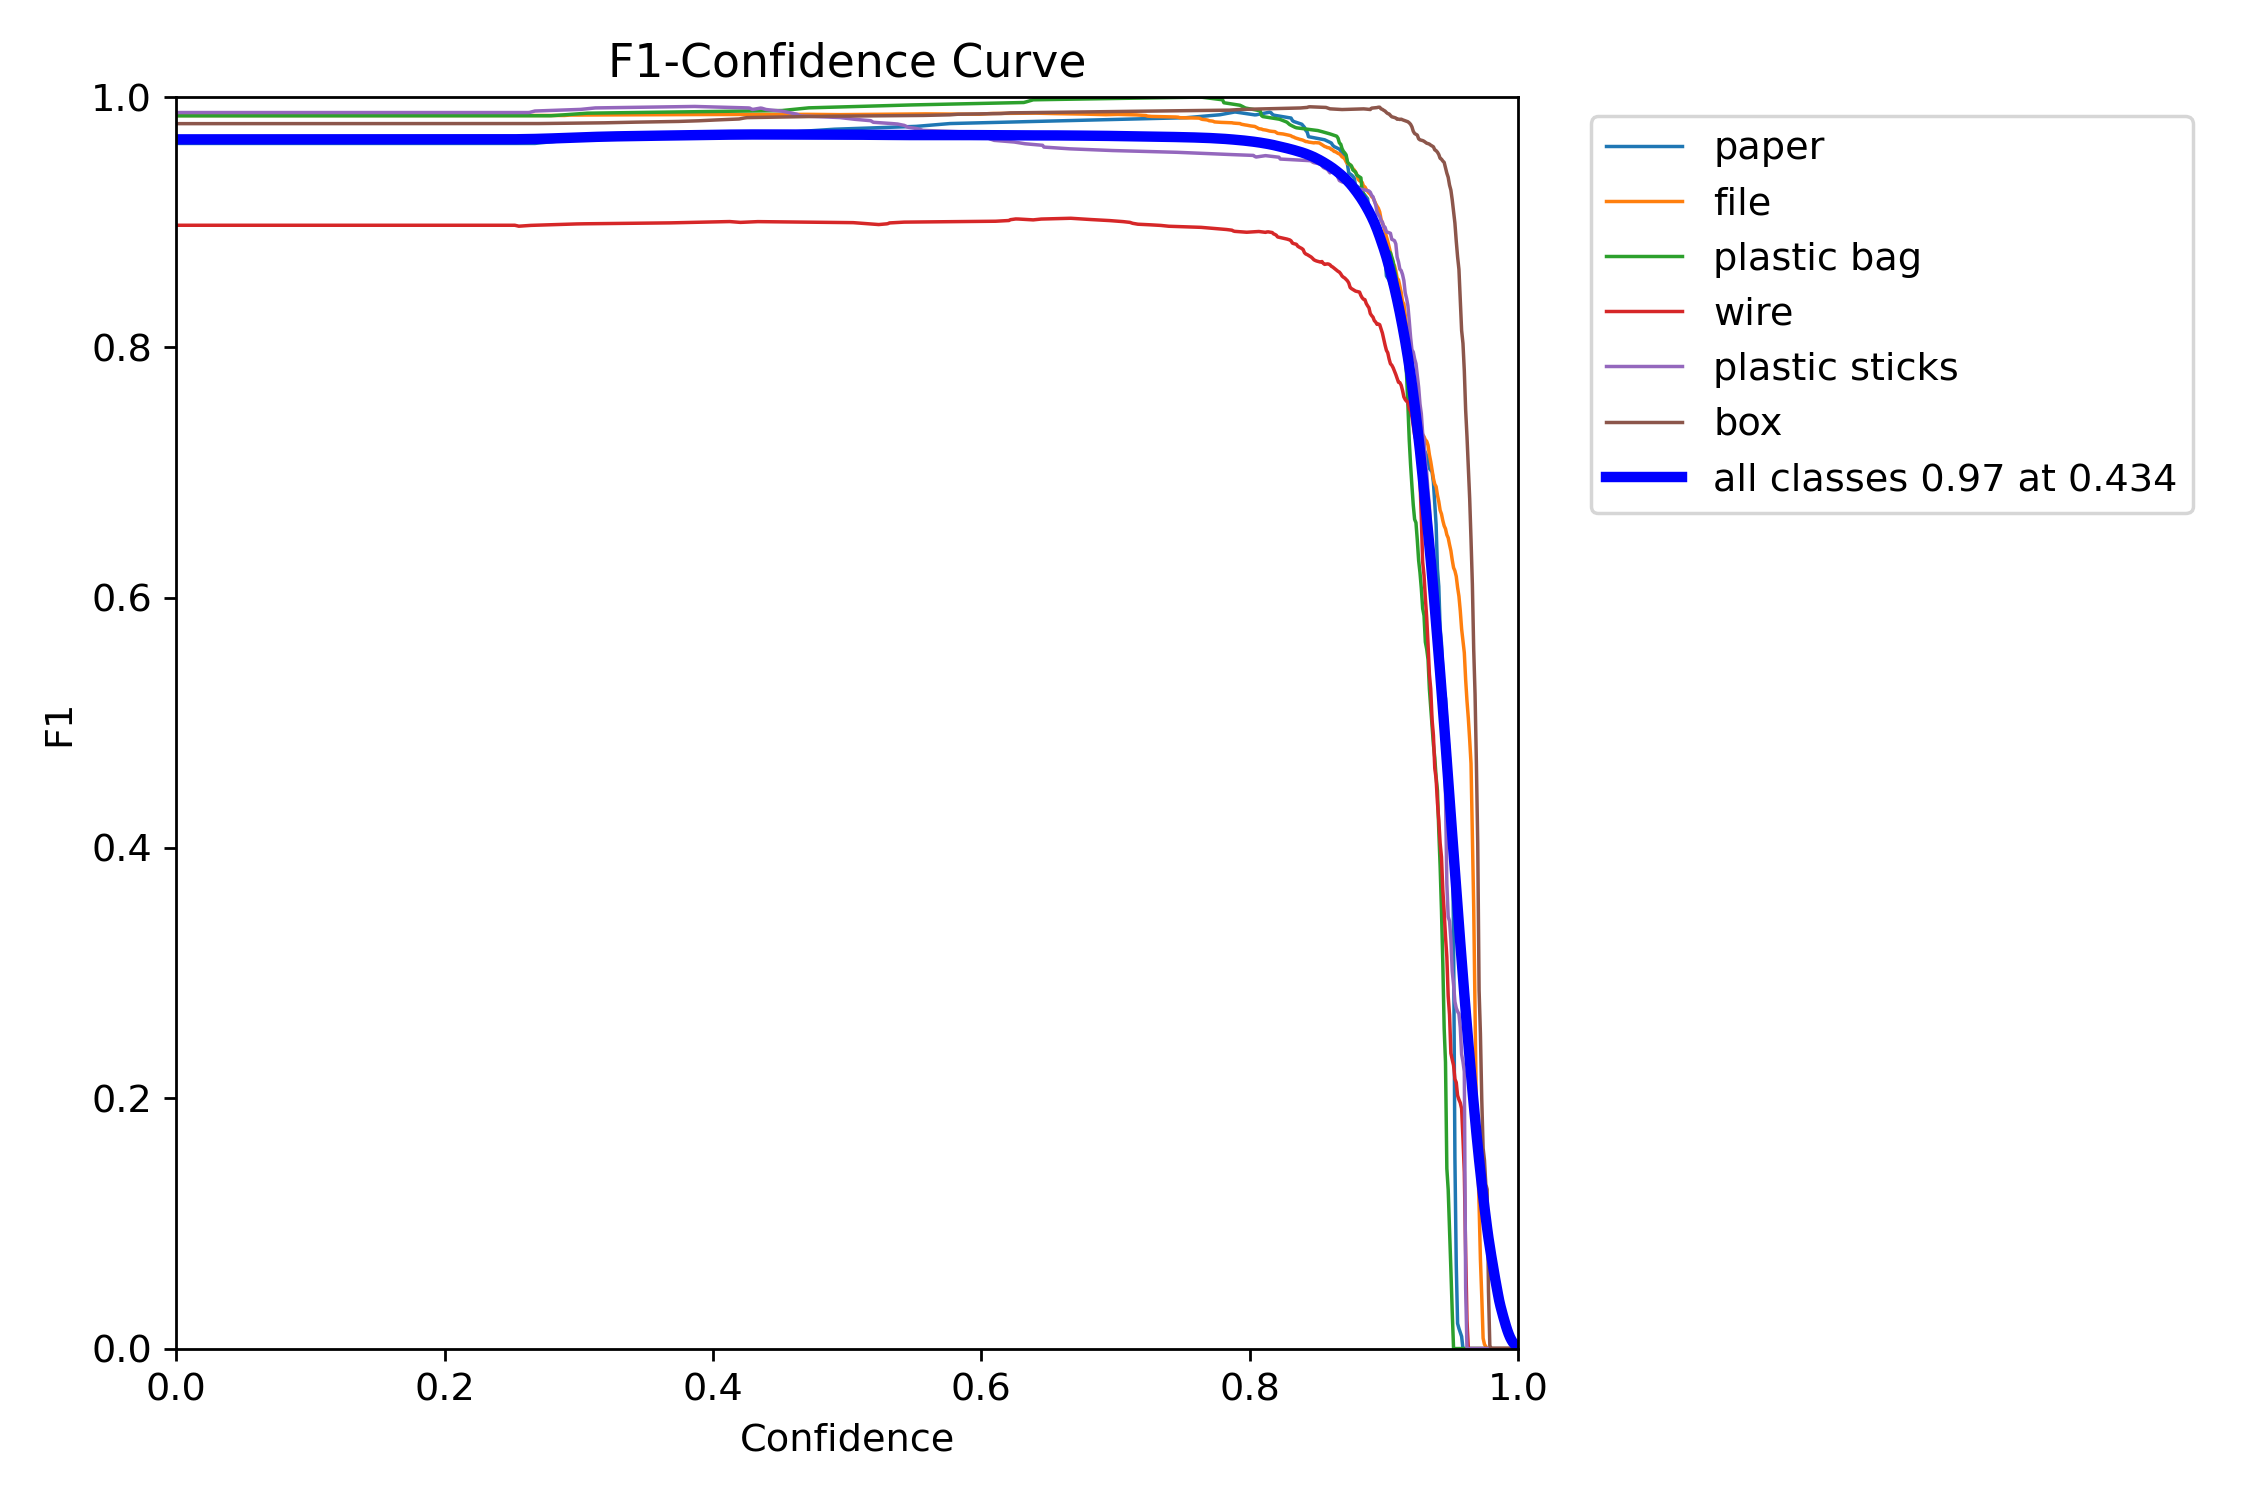 F1-Confidence Curve
1.0
0.8
0.6
0.4
0.2
0.0
F1
0.0 0.2 0.4 0.6 0.8 1.0
Confidence
paper
file
plastic bag
wire
plastic sticks
box
all classes 0.97 at 0.434